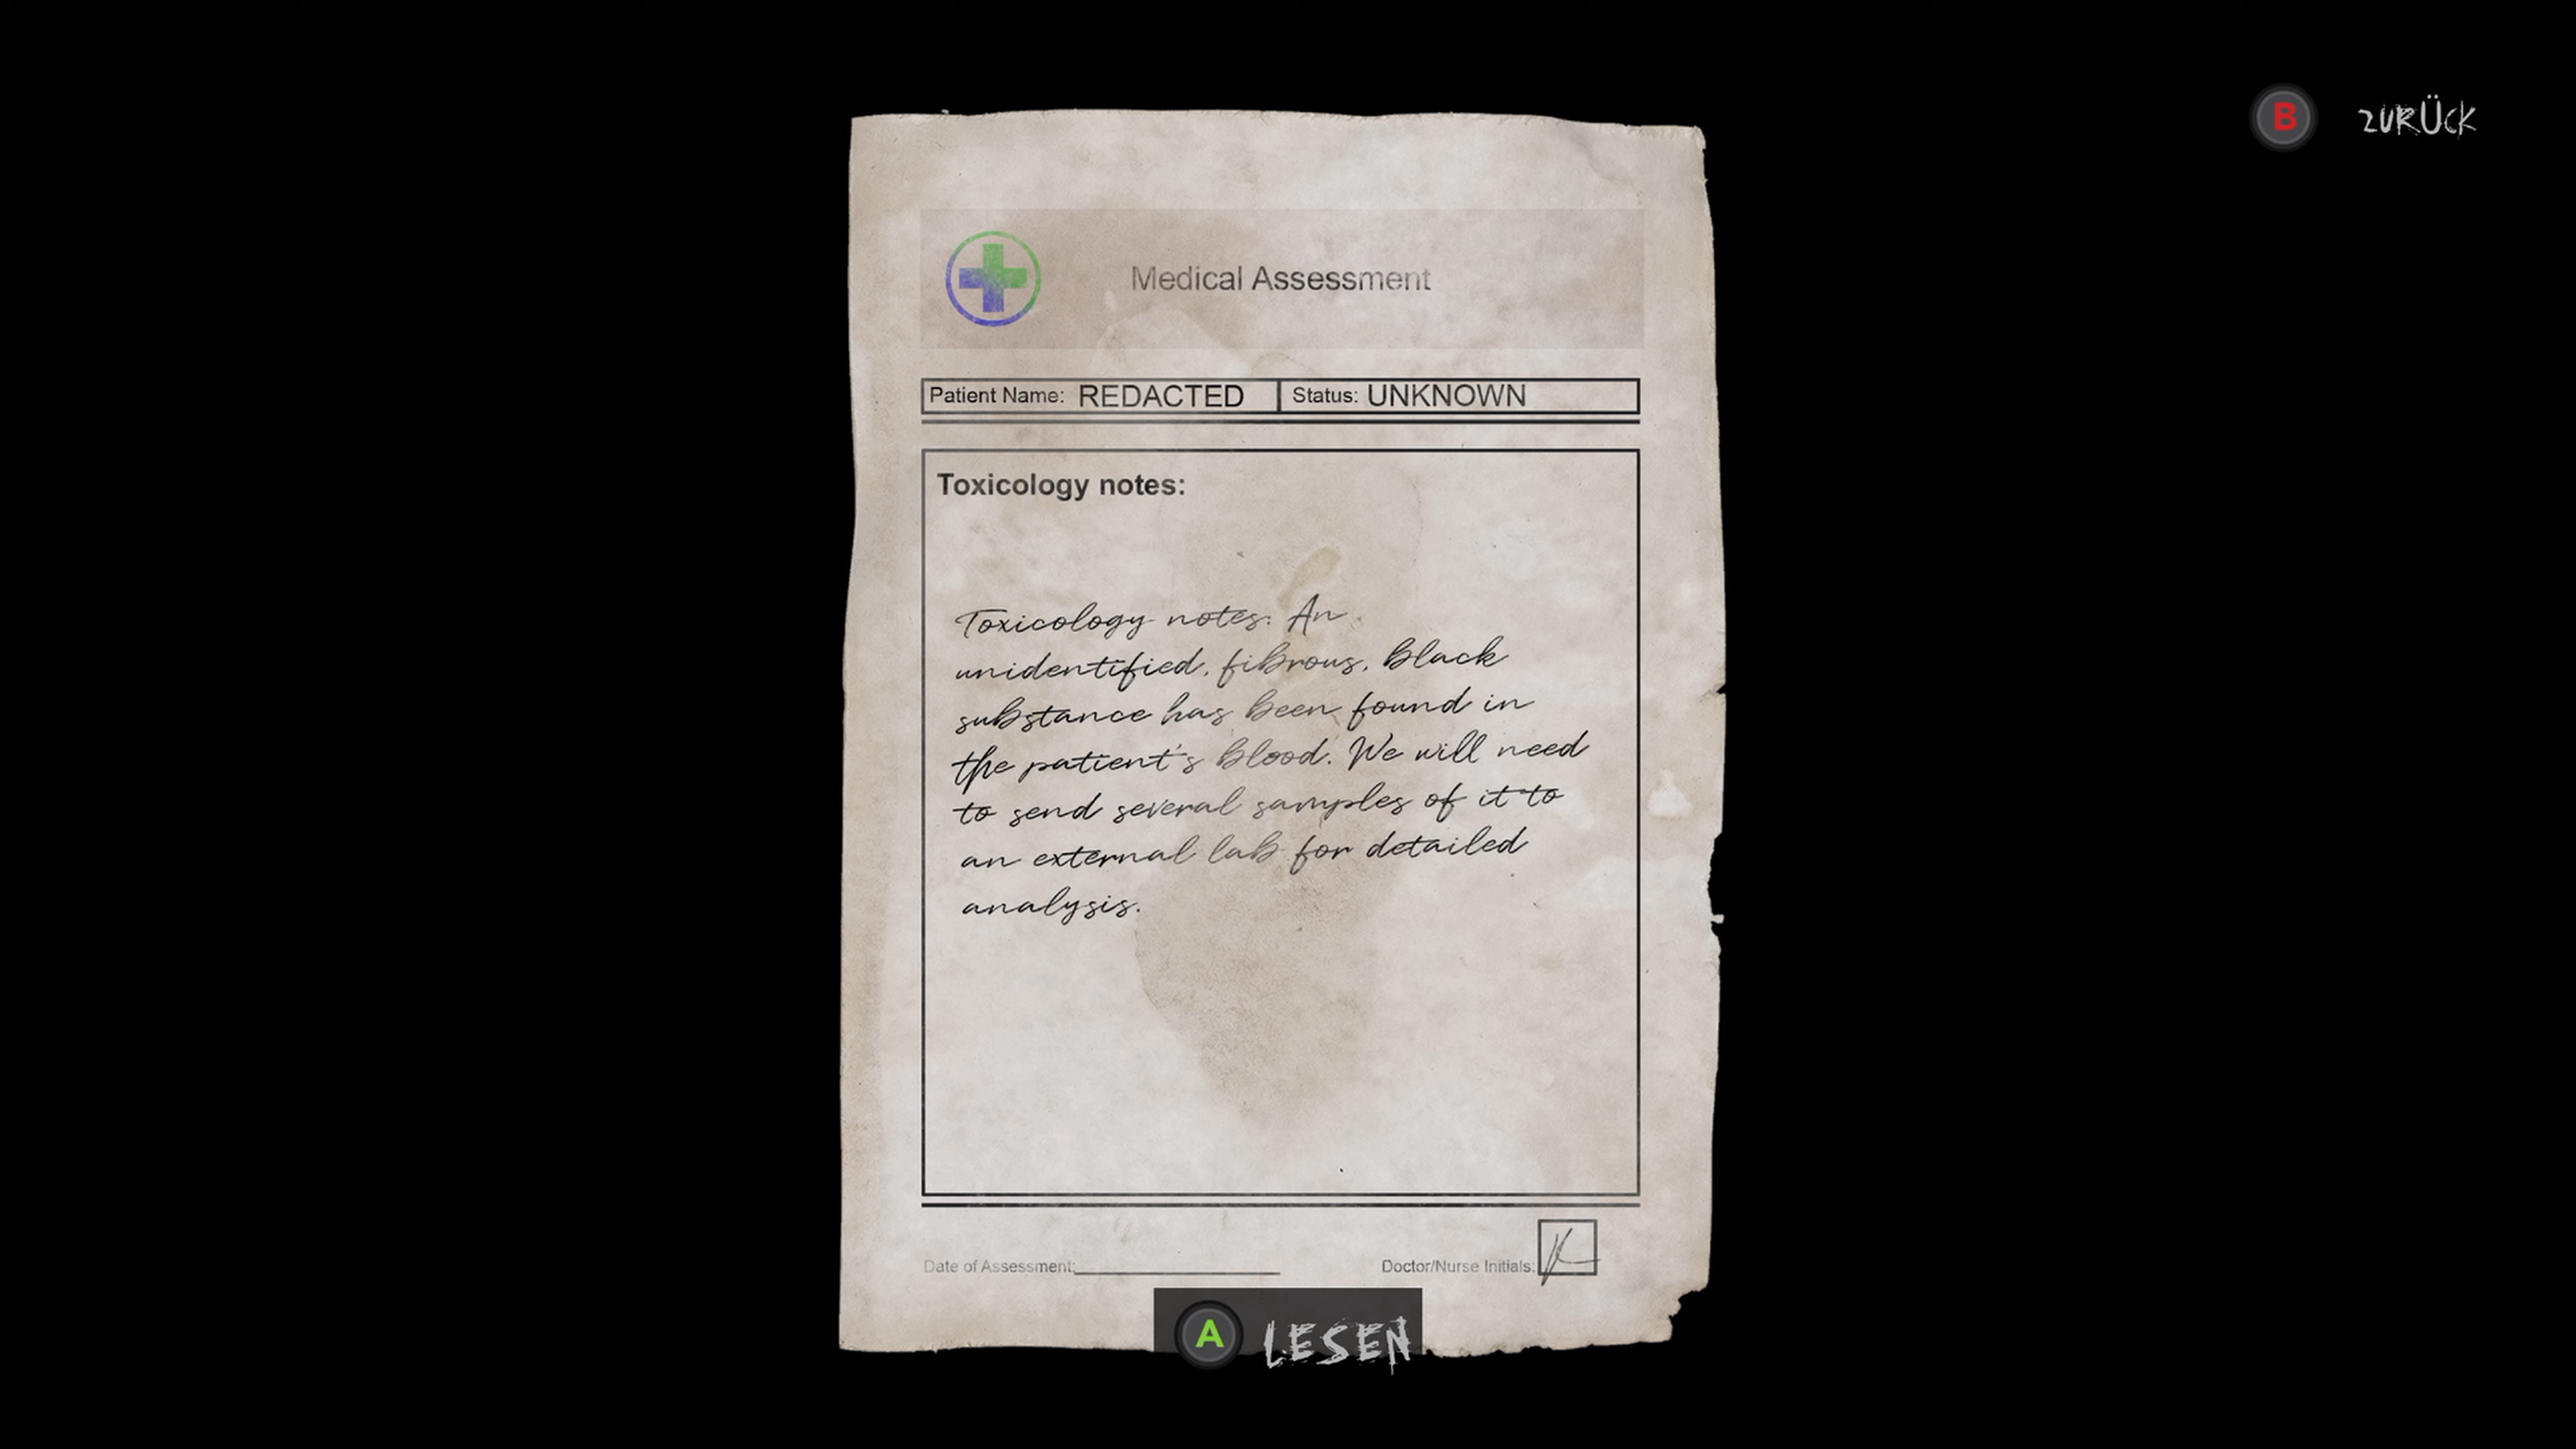 B ZURÜCK
Medical Assessment
Patient Name: REDACTED Status: UNKNOWN
Toxicology notes:
Toxicology notes: An
unidentified, fibrous, black
substance has been found in
the patient's blood. We will need
to send several samples of it to
an external lab for detailed
analysis.
Date of Assessment: Doctor/Nurse Initials:
A LESEN